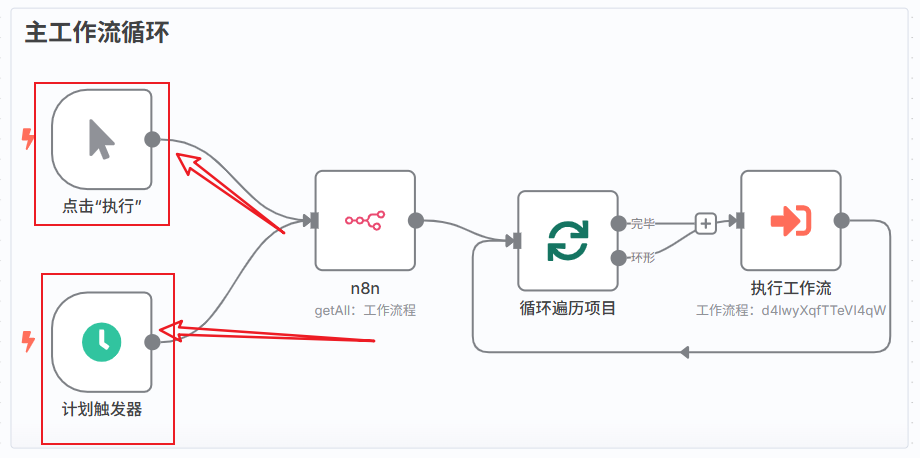 主工作流循环
点击“执行”
n8n
getAll：工作流程
计划触发器
完毕
环形
循环遍历项目
执行工作流
工作流程：d4lwyXqfTTeVI4qW